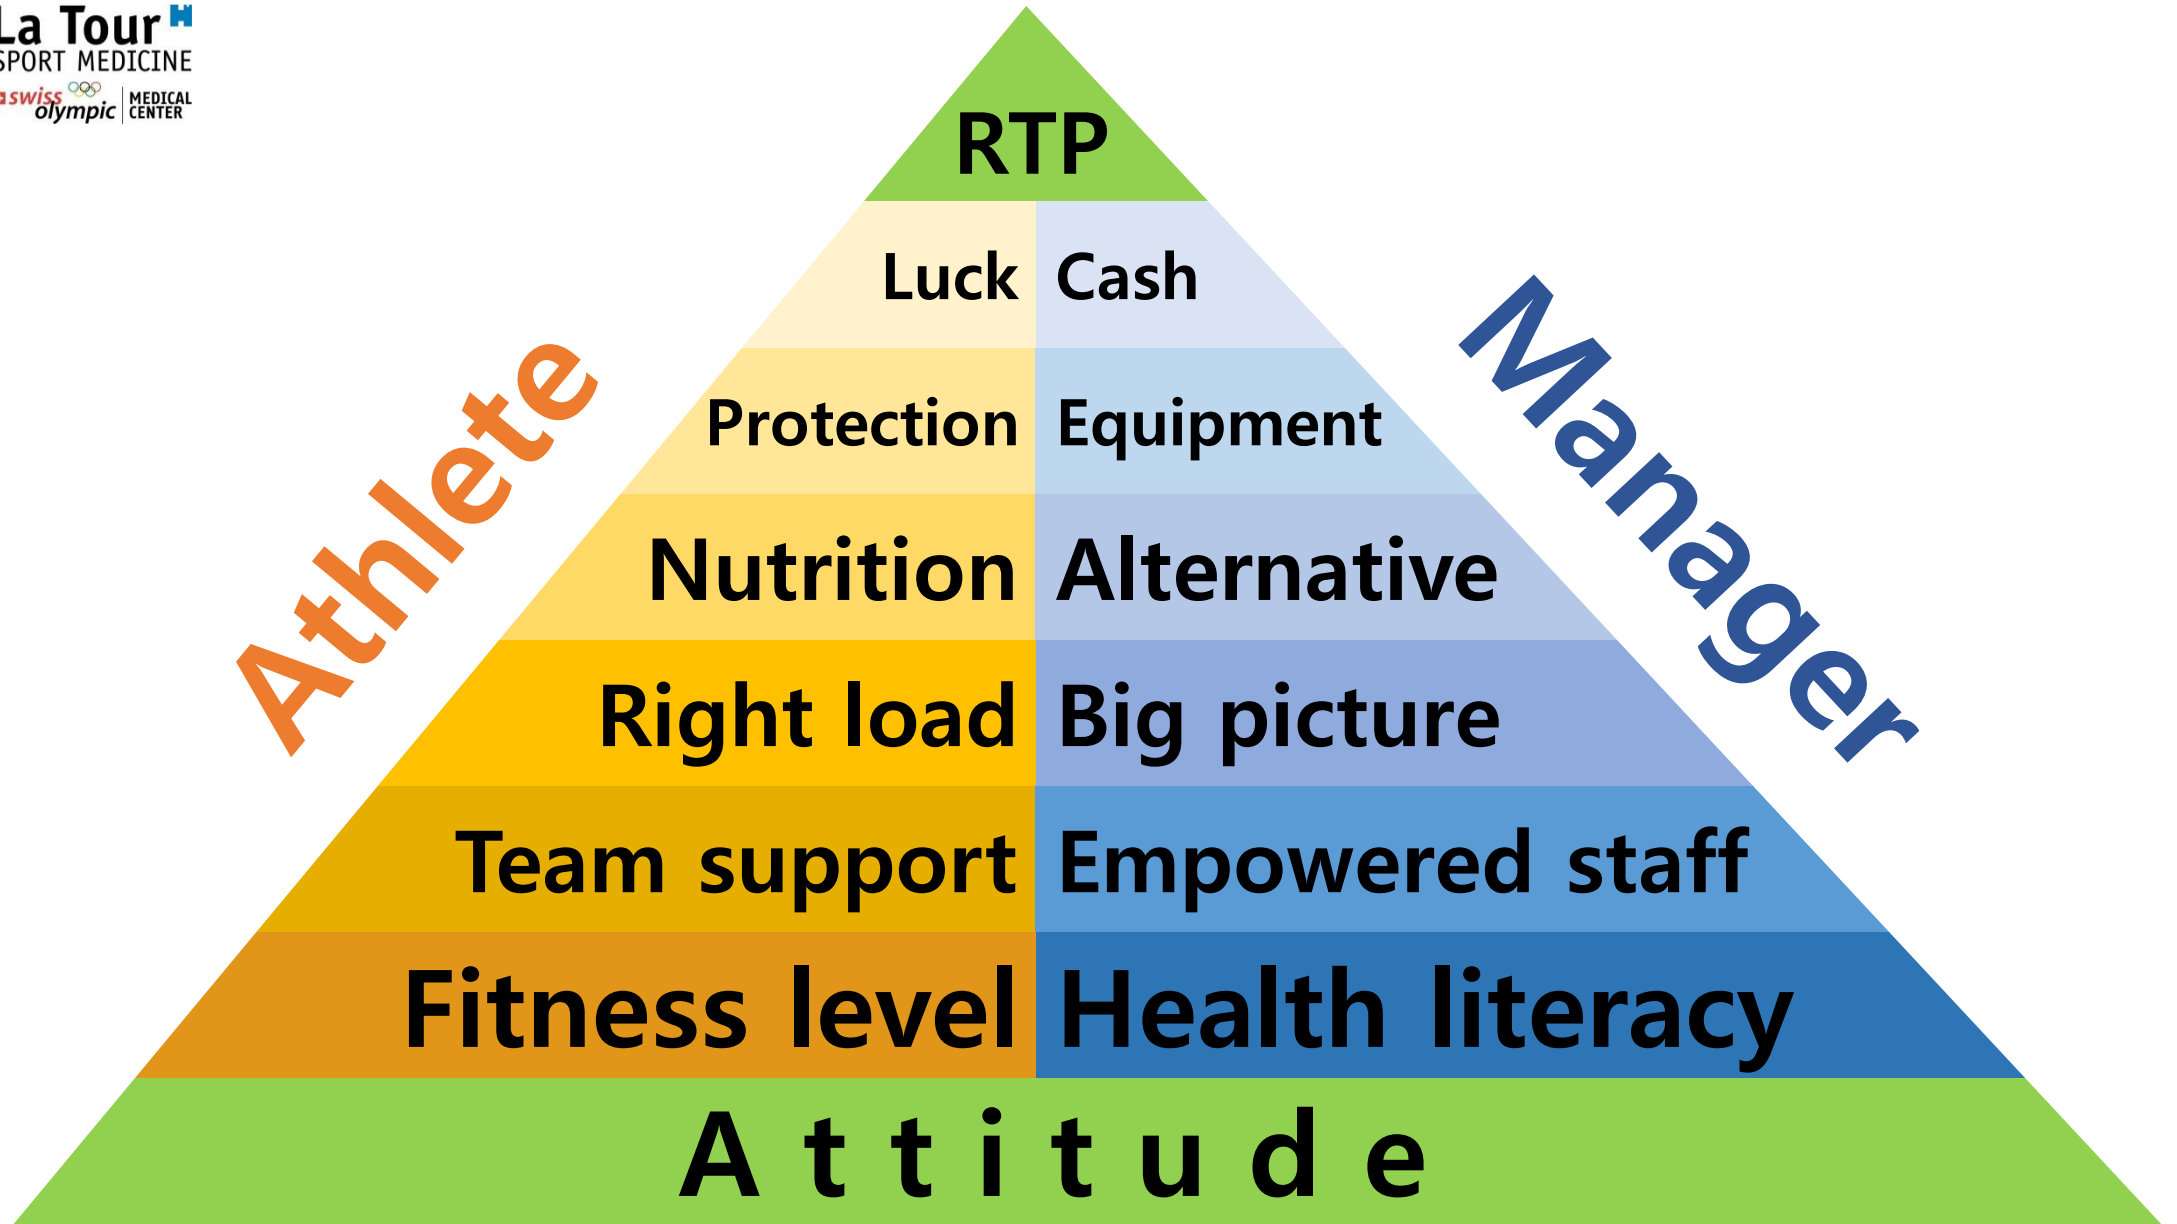 La Tour
SPORT MEDICINE
swiss olympic
MEDICAL CENTER
RTP
Luck Cash
Protection Equipment
Nutrition Alternative
Right load Big picture
Team support Empowered staff
Fitness level Health literacy
Attitude
Athlete
Manager